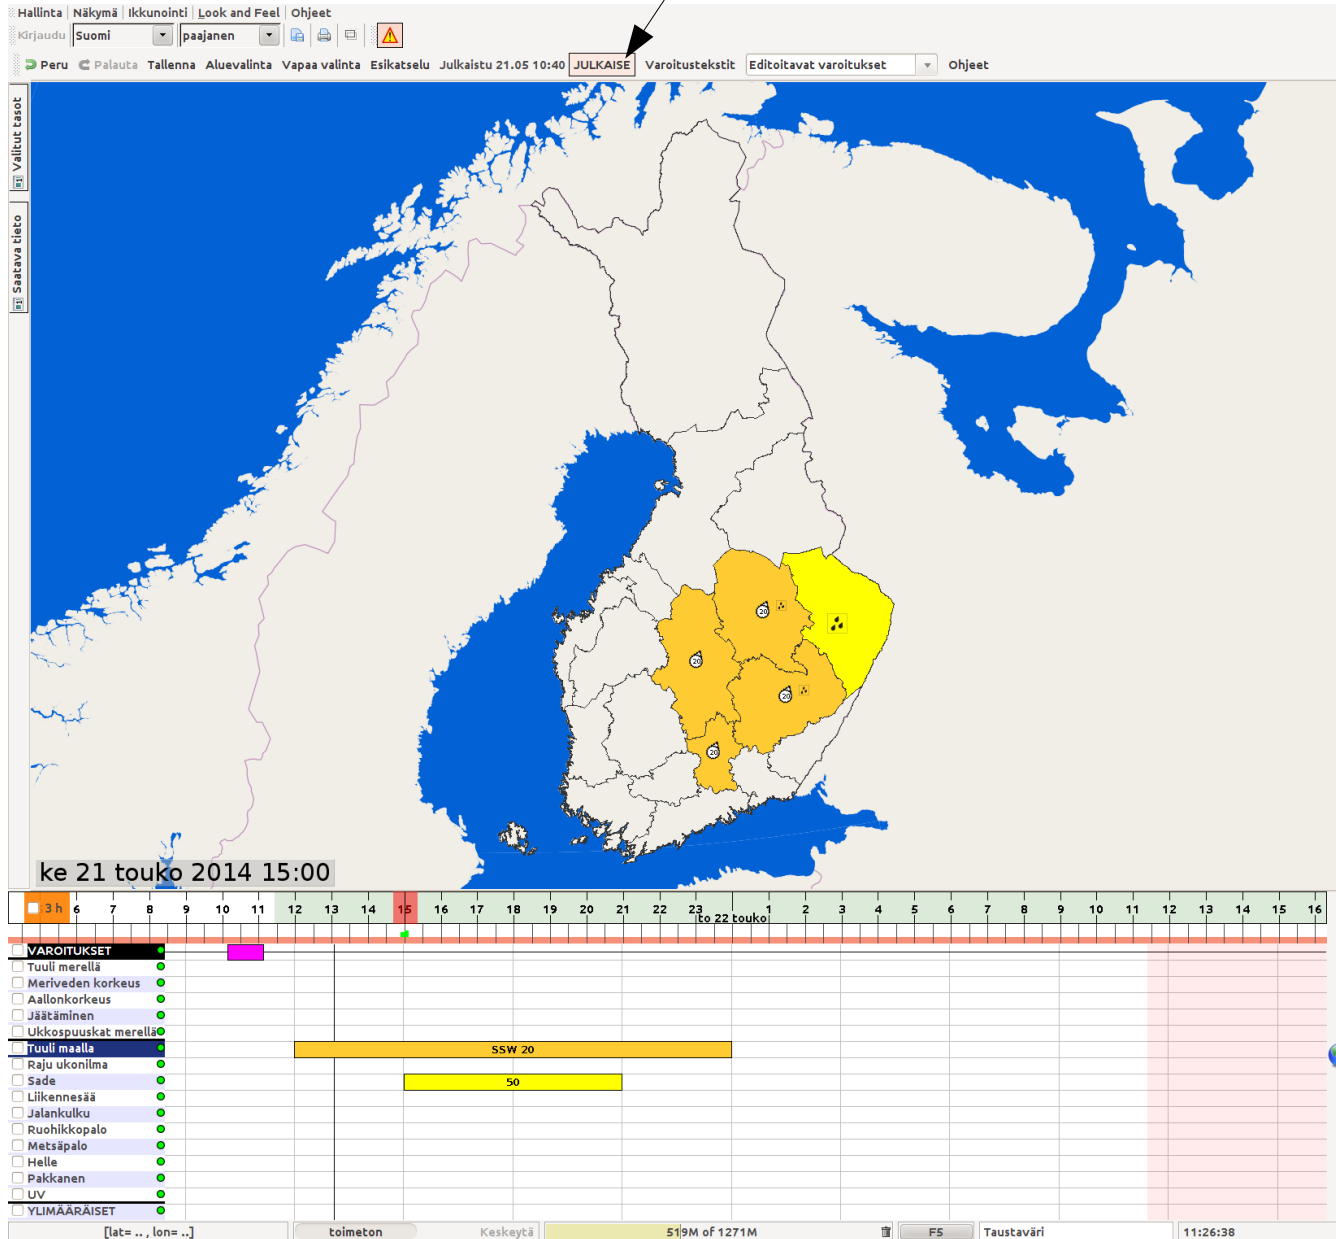 Hallinta Näkymä Ikkunointi Look and Feel Ohjeet
Kirjaudu Suomi paajanen
Peru Palauta Tallenna Aluevalinta Vapaa valinta Esikatselu Julkaistu 21.05 10:40 JULKAISE Varoitustekstit Editoitavat varoitukset Ohjeet
Valitut tasot
Saatava tieto
20
20
20
20
ke 21 touko 2014 15:00
3 h 6 7 8 9 10 11 12 13 14 15 16 17 18 19 20 21 22 23 to 22 touko 1 2 3 4 5 6 7 8 9 10 11 12 13 14 15 16
VAROITUKSET
Tuuli merellä
Meriveden korkeus
Aallonkorkeus
Jäätäminen
Ukkospuuskat merellä
Tuuli maalla SSW 20
Raju ukonilma
Sade 50
Liikennesää
Jalankulku
Ruohikkopalo
Metsäpalo
Helle
Pakkanen
UV
YLIMÄÄRÄISET
[lat= .. , lon= ..] toimeton Keskeytä 519M of 1271M F5 Taustaväri 11:26:38